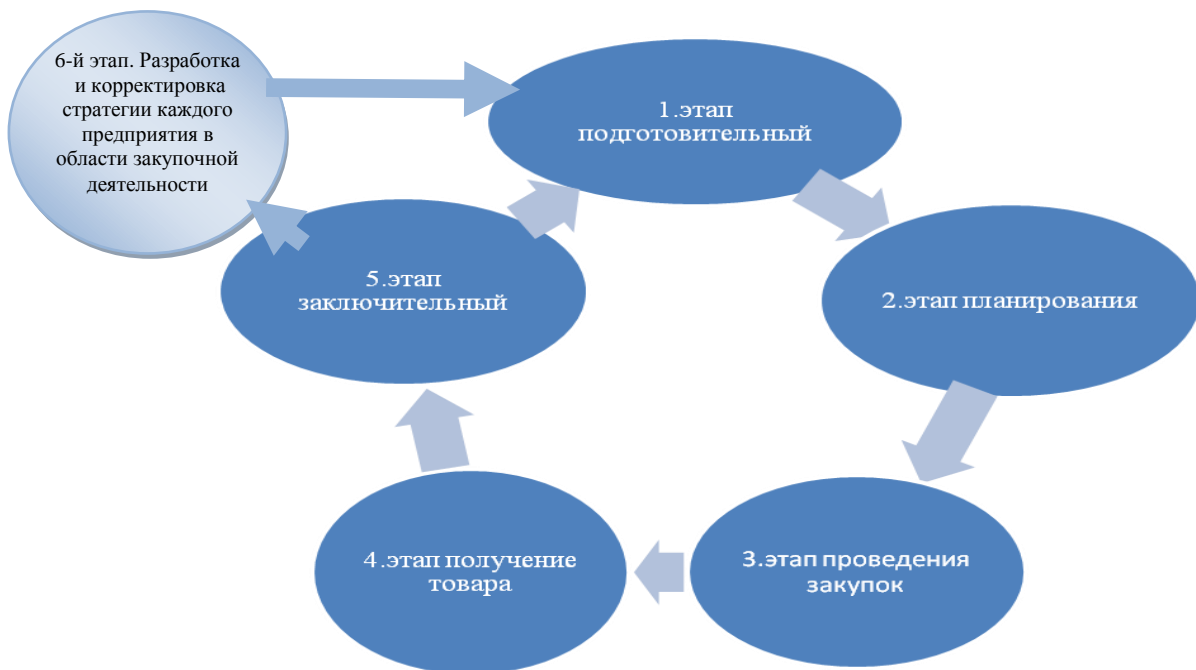 6-й этап. Разработка
и корректировка
стратегии каждого
предприятия в
области закупочной
деятельности
1.этап
подготовительный
2.этап планирования
3.этап проведения
закупок
4.этап получение
товара
5.этап
заключительный